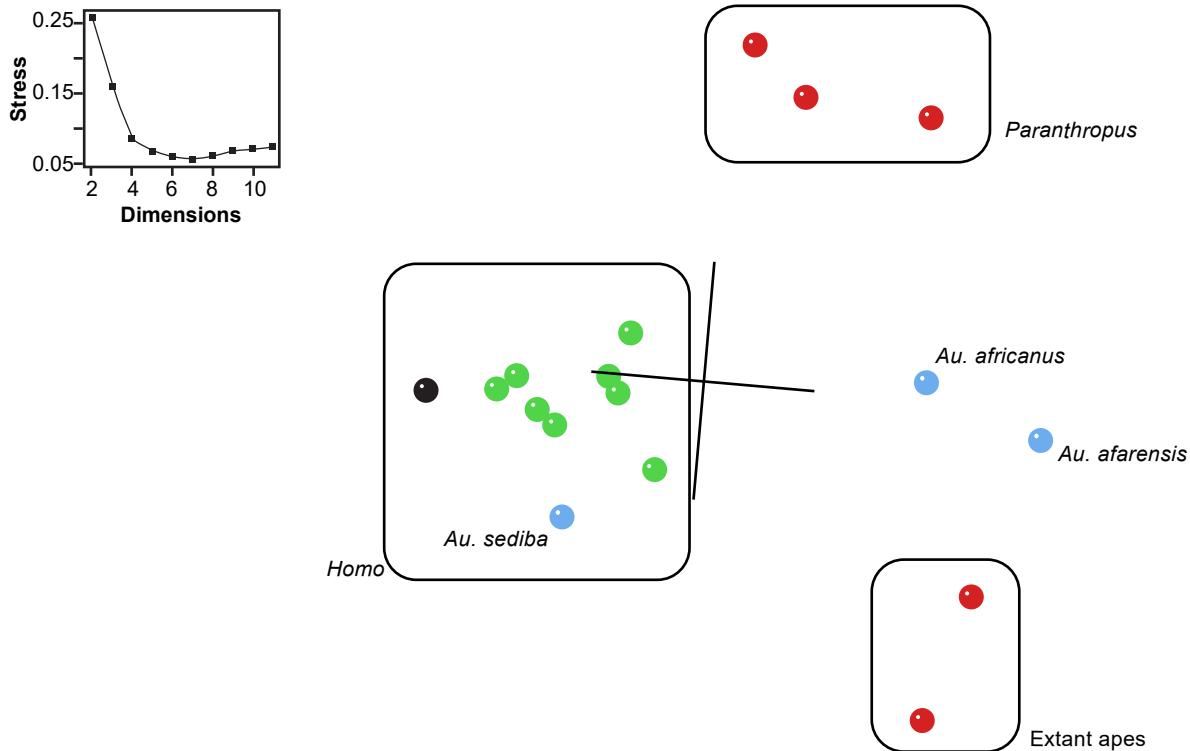 0.25
0.15
0.05
Stress
2 4 6 8 10
Dimensions
Paranthropus
Au. africanus
Au. afarensis
Au. sediba
Homo
Extant apes